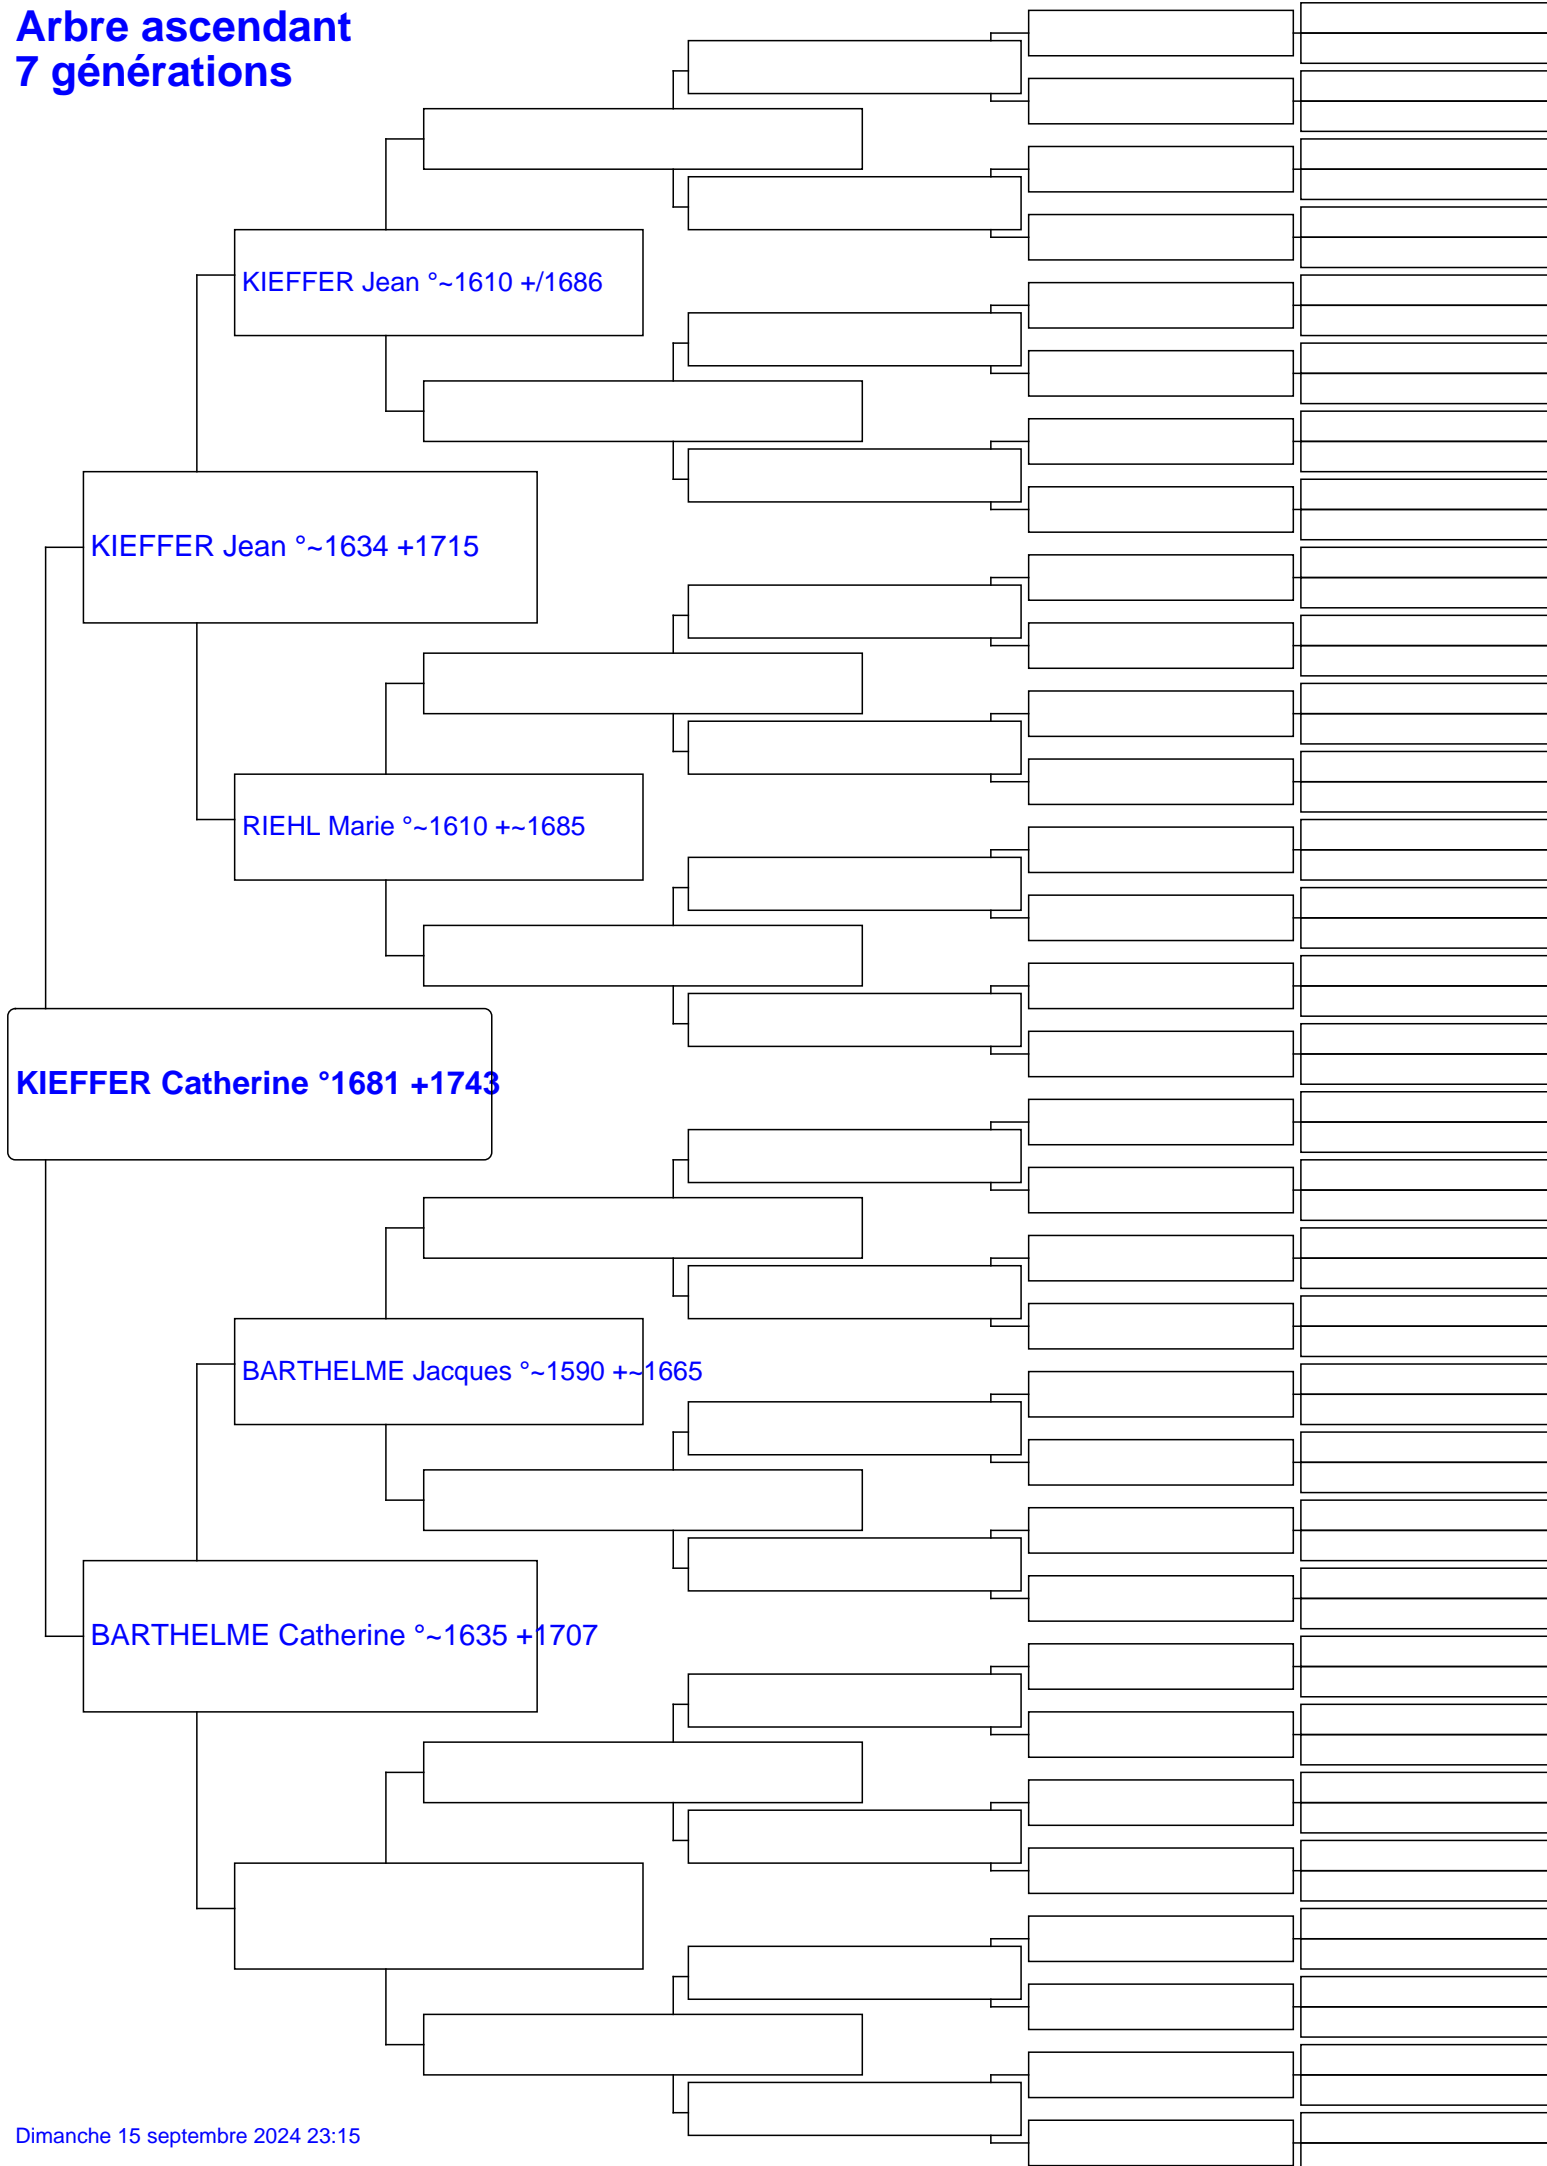 Arbre ascendant
7 générations
KIEFFER Jean °~1610 +/1686
KIEFFER Jean °~1634 +1715
RIEHL Marie °~1610 +~1685
KIEFFER Catherine °1681 +1743
BARTHELME Jacques °~1590 +~1665
BARTHELME Catherine °~1635 +1707
Dimanche 15 septembre 2024 23:15